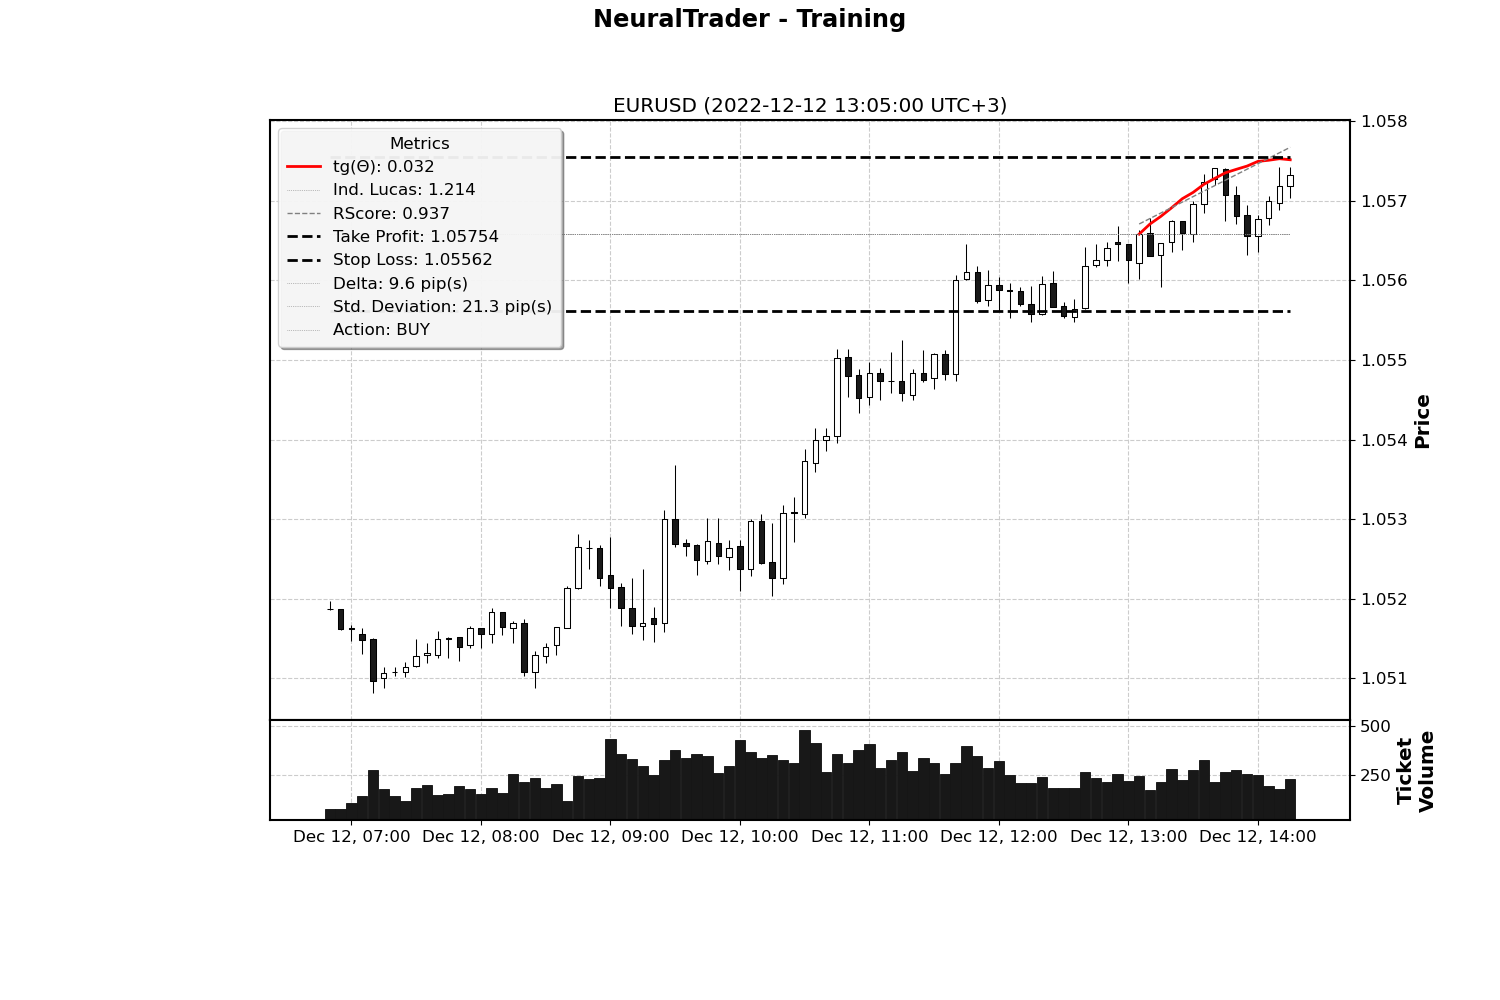 NeuralTrader - Training
EURUSD (2022-12-12 13:05:00 UTC+3)
Metrics
tg(Θ): 0.032
Ind. Lucas: 1.214
RScore: 0.937
Take Profit: 1.05754
Stop Loss: 1.05562
Delta: 9.6 pip(s)
Std. Deviation: 21.3 pip(s)
Action: BUY
1.058
1.057
1.056
1.055
1.054
1.053
1.052
1.051
Price
500
250
Ticket
Volume
Dec 12, 07:00 Dec 12, 08:00 Dec 12, 09:00 Dec 12, 10:00 Dec 12, 11:00 Dec 12, 12:00 Dec 12, 13:00 Dec 12, 14:00